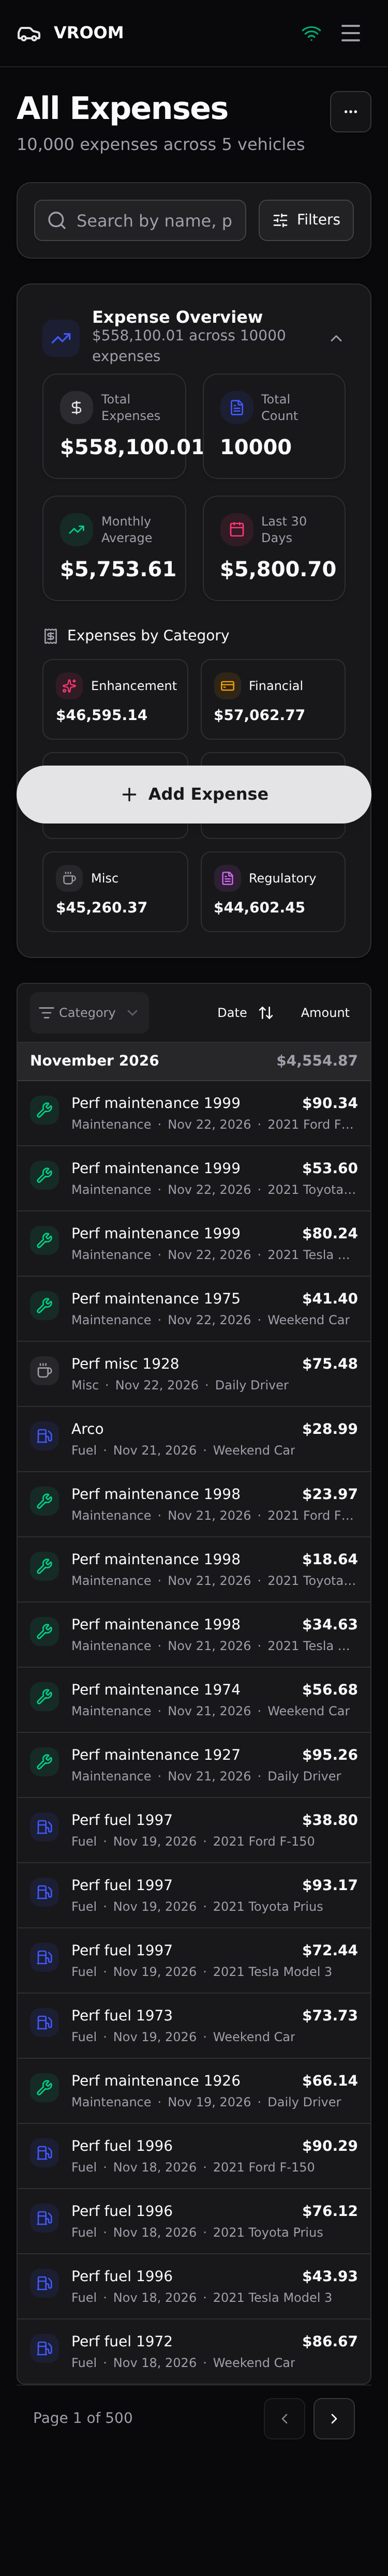 VROOM
All Expenses
10,000 expenses across 5 vehicles
Search by name, p
Filters
Expense Overview
$558,100.01 across 10000
expenses
Total
Expenses
$558,100.01
Total
Count
10000
Monthly
Average
$5,753.61
Last 30
Days
$5,800.70
Expenses by Category
Enhancement
$46,595.14
Financial
$57,062.77
Add Expense
Misc
$45,260.37
Regulatory
$44,602.45
Category
Date
Amount
November 2026 $4,554.87
Perf maintenance 1999 $90.34
Maintenance · Nov 22, 2026 · 2021 Ford F...
Perf maintenance 1999 $53.60
Maintenance · Nov 22, 2026 · 2021 Toyota...
Perf maintenance 1999 $80.24
Maintenance · Nov 22, 2026 · 2021 Tesla ...
Perf maintenance 1975 $41.40
Maintenance · Nov 22, 2026 · Weekend Car
Perf misc 1928 $75.48
Misc · Nov 22, 2026 · Daily Driver
Arco $28.99
Fuel · Nov 21, 2026 · Weekend Car
Perf maintenance 1998 $23.97
Maintenance · Nov 21, 2026 · 2021 Ford F...
Perf maintenance 1998 $18.64
Maintenance · Nov 21, 2026 · 2021 Toyota...
Perf maintenance 1998 $34.63
Maintenance · Nov 21, 2026 · 2021 Tesla ...
Perf maintenance 1974 $56.68
Maintenance · Nov 21, 2026 · Weekend Car
Perf maintenance 1927 $95.26
Maintenance · Nov 21, 2026 · Daily Driver
Perf fuel 1997 $38.80
Fuel · Nov 19, 2026 · 2021 Ford F-150
Perf fuel 1997 $93.17
Fuel · Nov 19, 2026 · 2021 Toyota Prius
Perf fuel 1997 $72.44
Fuel · Nov 19, 2026 · 2021 Tesla Model 3
Perf fuel 1973 $73.73
Fuel · Nov 19, 2026 · Weekend Car
Perf maintenance 1926 $66.14
Maintenance · Nov 19, 2026 · Daily Driver
Perf fuel 1996 $90.29
Fuel · Nov 18, 2026 · 2021 Ford F-150
Perf fuel 1996 $76.12
Fuel · Nov 18, 2026 · 2021 Toyota Prius
Perf fuel 1996 $43.93
Fuel · Nov 18, 2026 · 2021 Tesla Model 3
Perf fuel 1972 $86.67
Fuel · Nov 18, 2026 · Weekend Car
Page 1 of 500